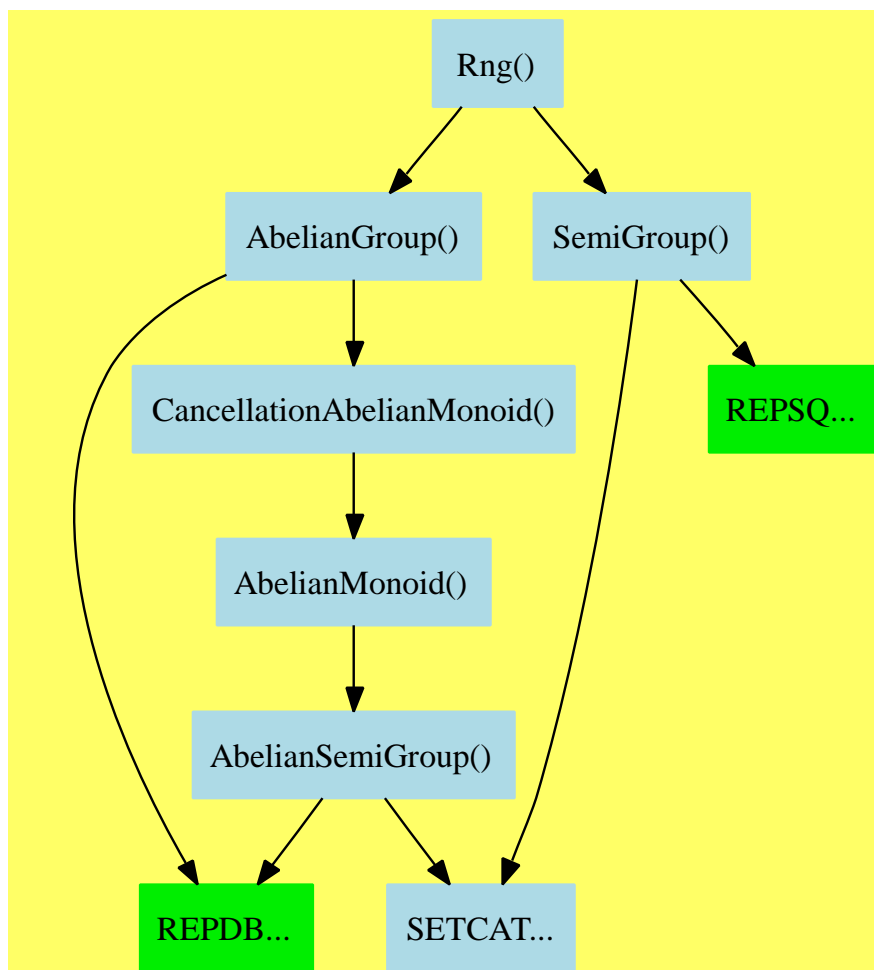 Rng()
AbelianGroup()
SemiGroup()
CancellationAbelianMonoid()
REPSQ...
AbelianMonoid()
AbelianSemiGroup()
REPDB...
SETCAT...